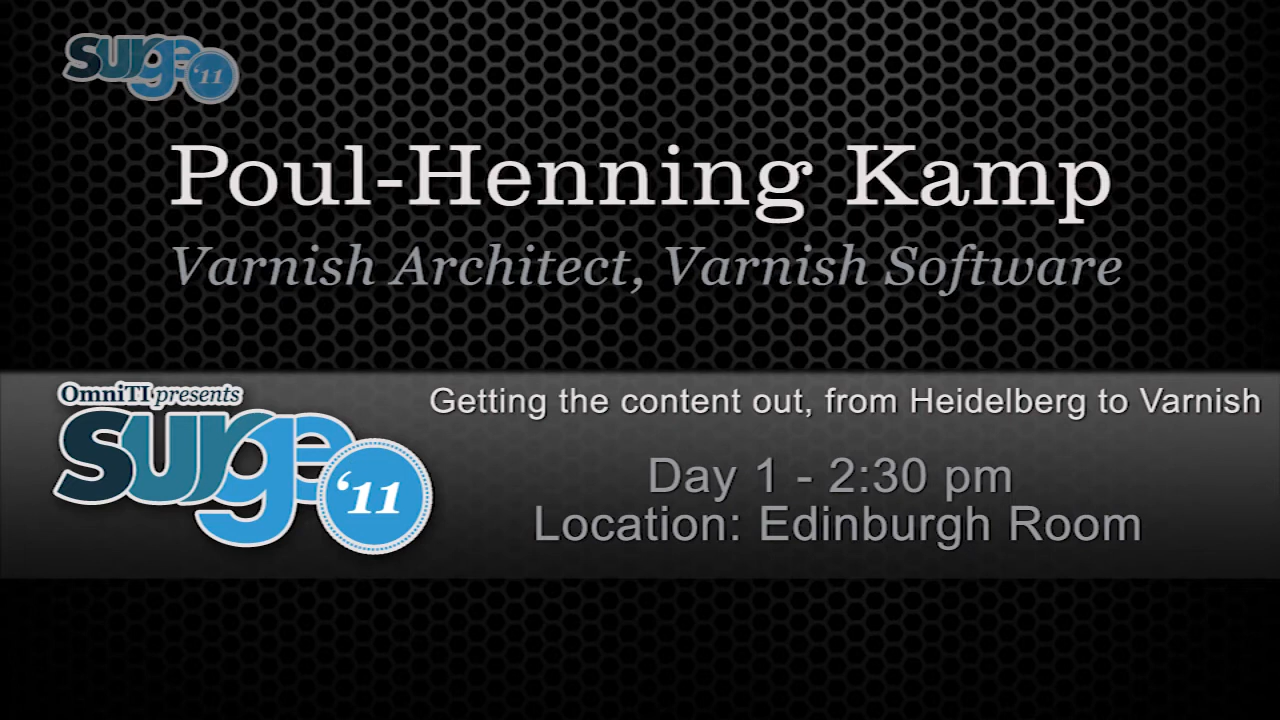 surge '11
Poul-Henning Kamp
Varnish Architect, Varnish Software
OmniTI presents
surge '11
Getting the content out, from Heidelberg to Varnish
Day 1 - 2:30 pm
Location: Edinburgh Room